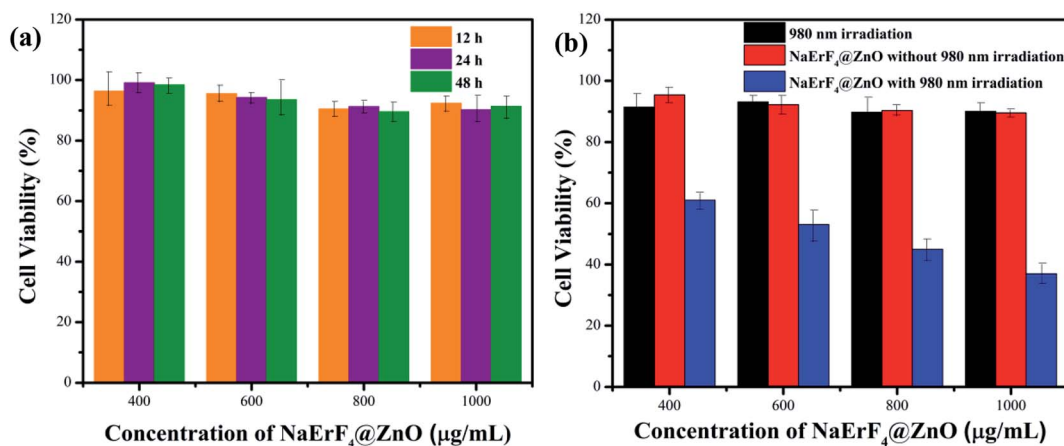 (a)
120
100
80
60
40
20
0
Cell Viability (%)
12 h
24 h
48 h
400 600 800 1000
Concentration of NaErF₄@ZnO (μg/mL)
(b)
120
100
80
60
40
20
0
Cell Viability (%)
980 nm irradiation
NaErF₄@ZnO without 980 nm irradiation
NaErF₄@ZnO with 980 nm irradiation
400 600 800 1000
Concentration of NaErF₄@ZnO (μg/mL)